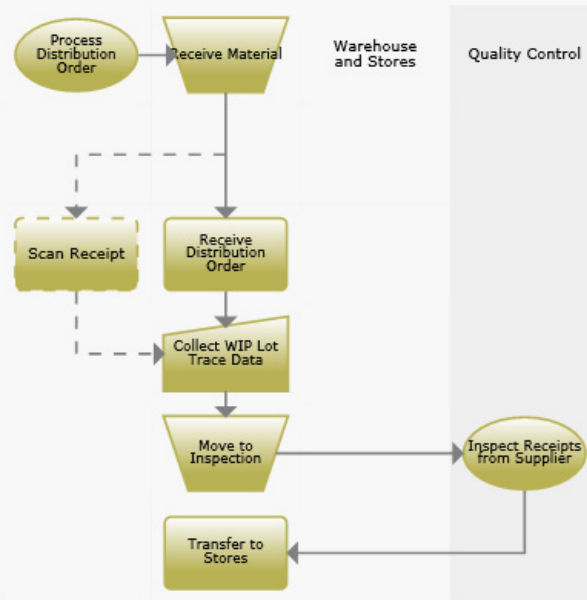 Process
Distribution
Order
Receive Material
Warehouse
and Stores
Quality Control
Scan Receipt
Receive
Distribution
Order
Collect WIP Lot
Trace Data
Move to
Inspection
Inspect Receipts
from Supplier
Transfer to
Stores